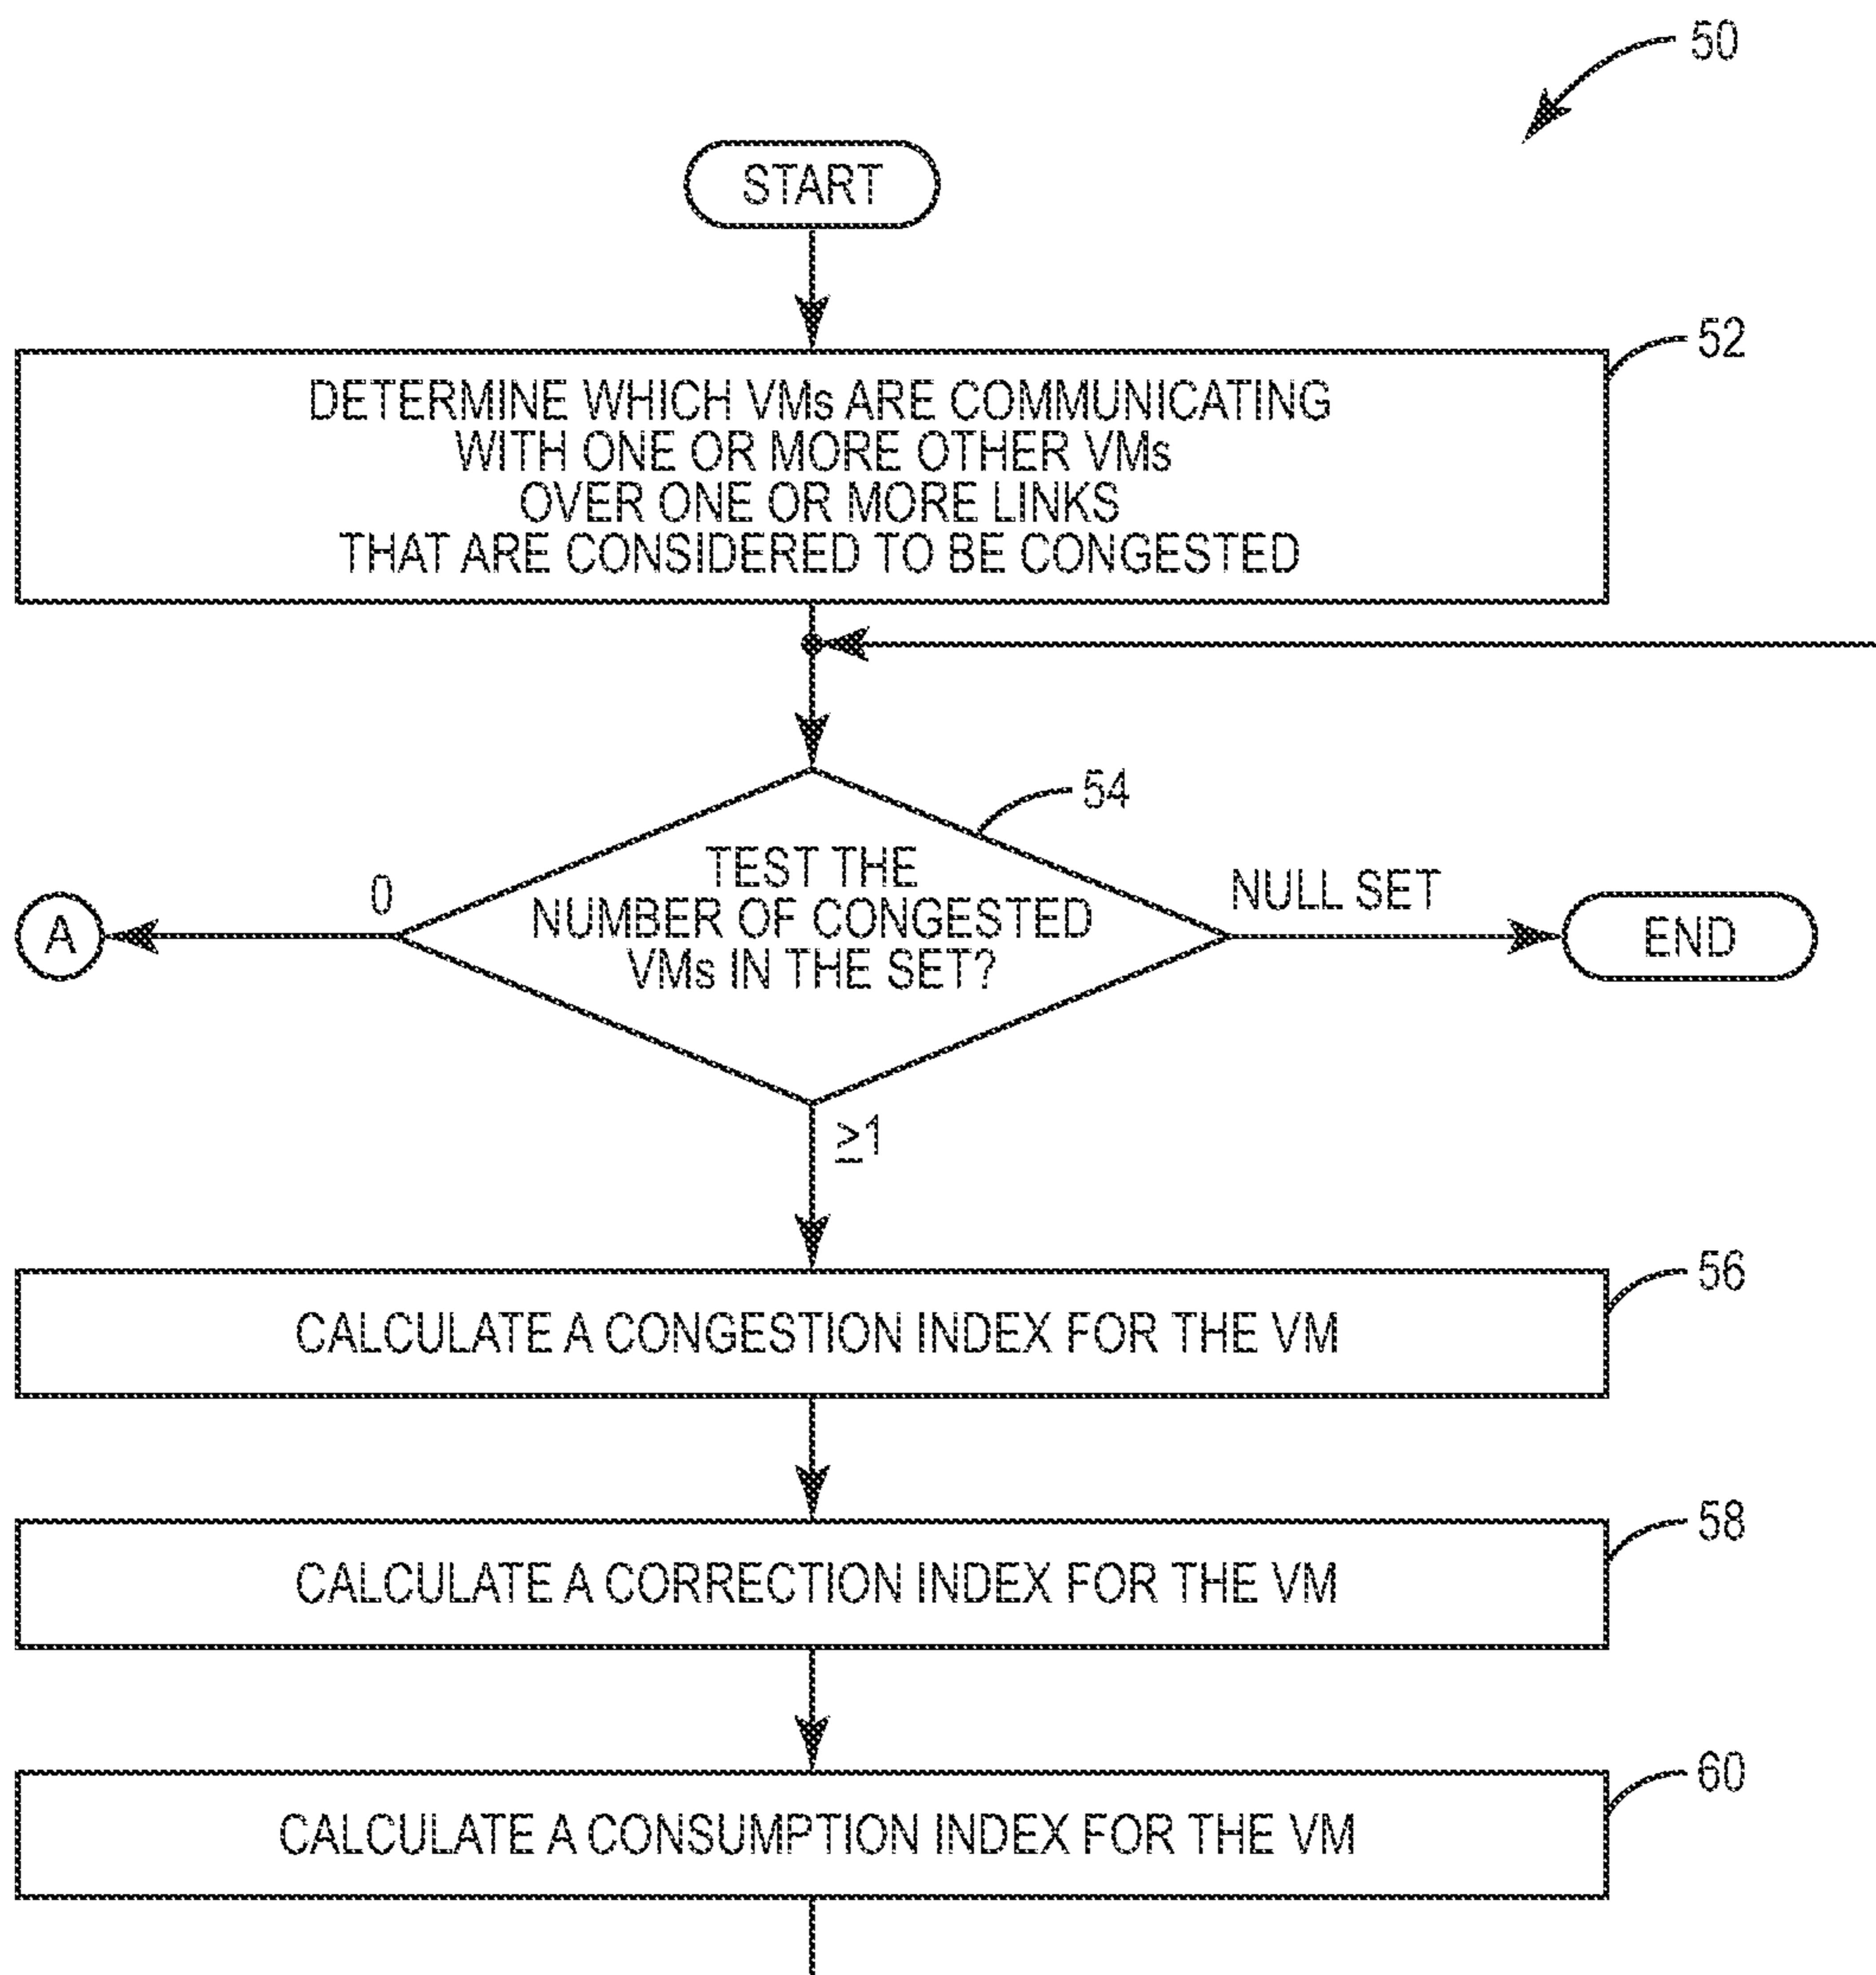 50
START
52
DETERMINE WHICH VMs ARE COMMUNICATING
WITH ONE OR MORE OTHER VMs
OVER ONE OR MORE LINKS
THAT ARE CONSIDERED TO BE CONGESTED
54
TEST THE
NUMBER OF CONGESTED
VMs IN THE SET?
0
A
NULL SET
END
≥1
56
CALCULATE A CONGESTION INDEX FOR THE VM
58
CALCULATE A CORRECTION INDEX FOR THE VM
60
CALCULATE A CONSUMPTION INDEX FOR THE VM